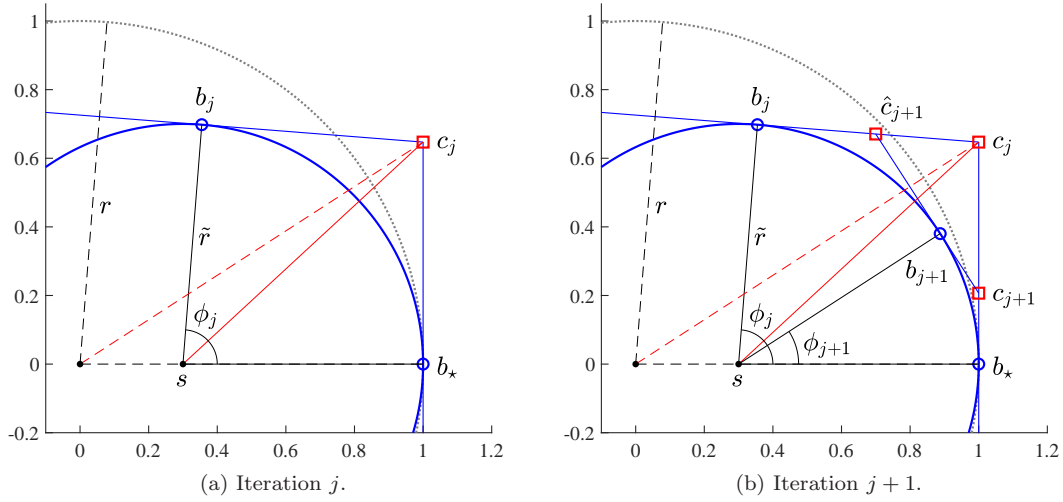 1
0.8
0.6
0.4
0.2
0
-0.2
0 0.2 0.4 0.6 0.8 1 1.2
b_j
c_j
r
r̃
ϕ_j
s
b_⋆
(a) Iteration j.
1
0.8
0.6
0.4
0.2
0
-0.2
0 0.2 0.4 0.6 0.8 1 1.2
b_j
ĉ_{j+1}
c_j
r
r̃
b_{j+1}
c_{j+1}
ϕ_j
ϕ_{j+1}
s
b_⋆
(b) Iteration j + 1.